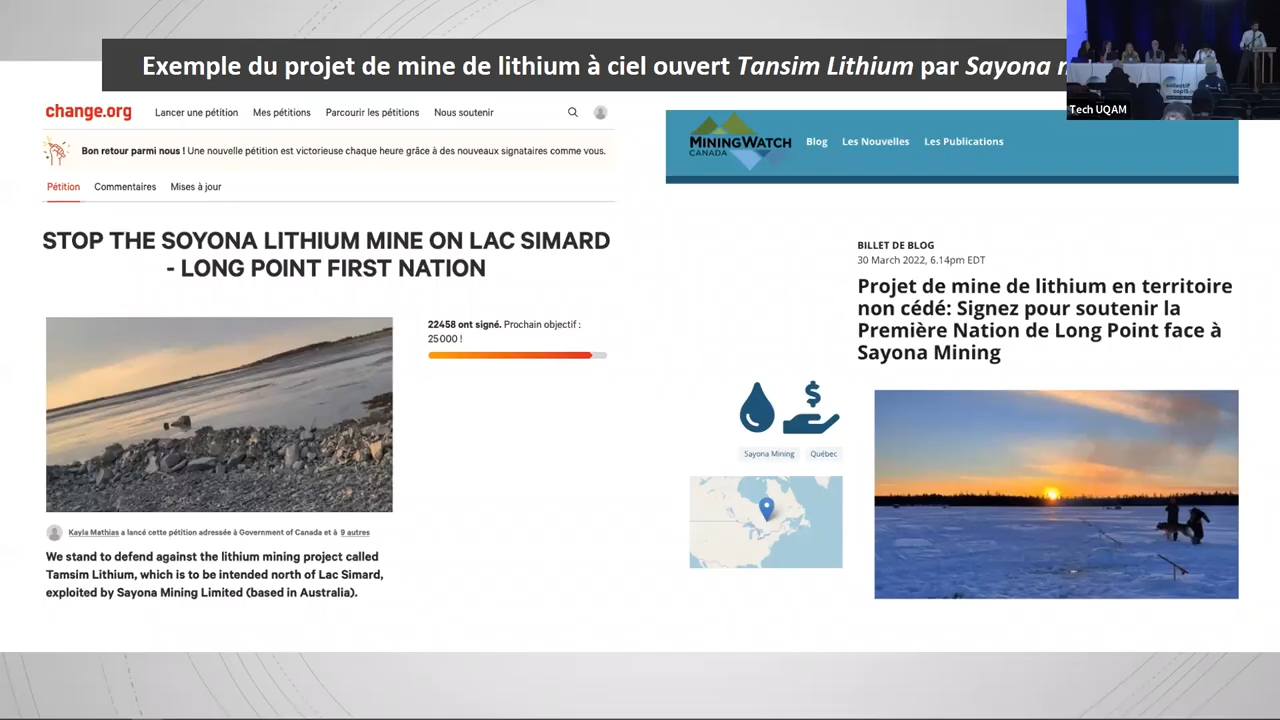 Exemple du projet de mine de lithium à ciel ouvert Tansim Lithium par Sayona
Tech UQAM
change.org
Lancer une pétition Mes pétitions Parcourir les pétitions Nous soutenir
Bon retour parmi nous ! Une nouvelle pétition est victorieuse chaque heure grâce à des nouveaux signataires comme vous.
Pétition Commentaires Mises à jour
STOP THE SOYONA LITHIUM MINE ON LAC SIMARD
- LONG POINT FIRST NATION
22458 ont signé. Prochain objectif :
25 000 !
Kayla Mathias a lancé cette pétition adressée à Government of Canada et à 9 autres
We stand to defend against the lithium mining project called
Tamsim Lithium, which is to be intended north of Lac Simard,
exploited by Sayona Mining Limited (based in Australia).
MININGWATCH
CANADA
Blog Les Nouvelles Les Publications
BILLET DE BLOG
30 March 2022, 6.14pm EDT
Projet de mine de lithium en territoire
non cédé: Signez pour soutenir la
Première Nation de Long Point face à
Sayona Mining
Sayona Mining Québec